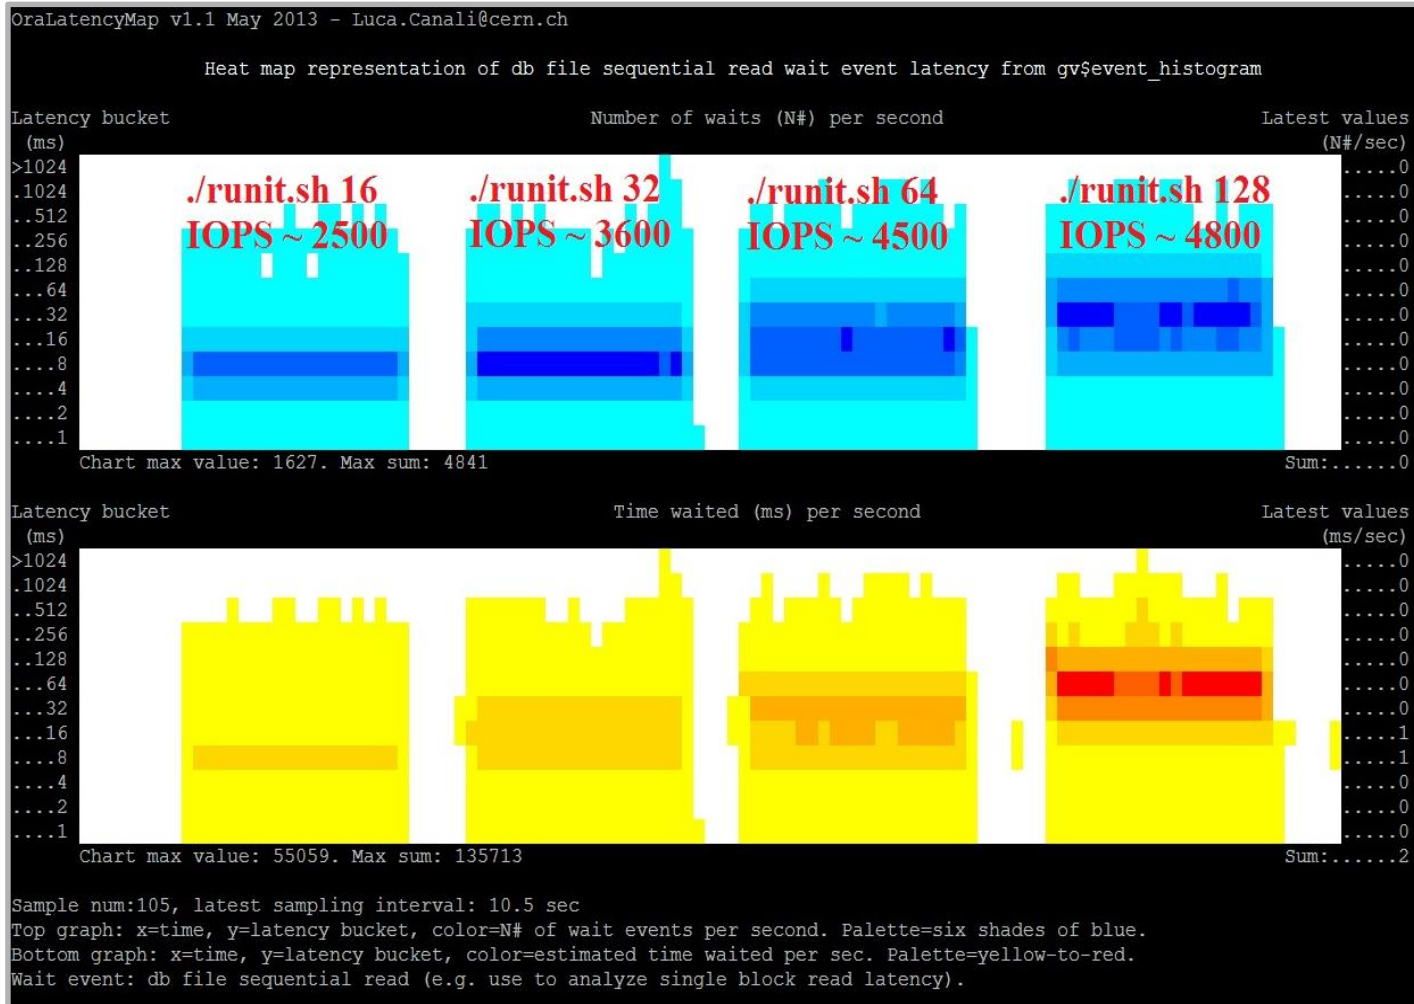 OraLatencyMap v1.1 May 2013 - Luca.Canali@cern.ch
Heat map representation of db file sequential read wait event latency from gv$event_histogram
Latency bucket Number of waits (N#) per second Latest values
(ms) (N#/sec)
>1024 .....0
.1024 ./runit.sh 16 ./runit.sh 32 ./runit.sh 64 ./runit.sh 128 .....0
..512 .....0
..256 IOPS ~ 2500 IOPS ~ 3600 IOPS ~ 4500 IOPS ~ 4800 .....0
..128 .....0
...64 .....0
...32 .....0
...16 .....0
....8 .....0
....4 .....0
....2 .....0
....1 .....0
Chart max value: 1627. Max sum: 4841 Sum:......0
Latency bucket Time waited (ms) per second Latest values
(ms) (ms/sec)
>1024 .....0
.1024 .....0
..512 .....0
..256 .....0
..128 .....0
...64 .....0
...32 .....0
...16 .....1
....8 .....1
....4 .....0
....2 .....0
....1 .....0
Chart max value: 55059. Max sum: 135713 Sum:......2
Sample num:105, latest sampling interval: 10.5 sec
Top graph: x=time, y=latency bucket, color=N# of wait events per second. Palette=six shades of blue.
Bottom graph: x=time, y=latency bucket, color=estimated time waited per sec. Palette=yellow-to-red.
Wait event: db file sequential read (e.g. use to analyze single block read latency).